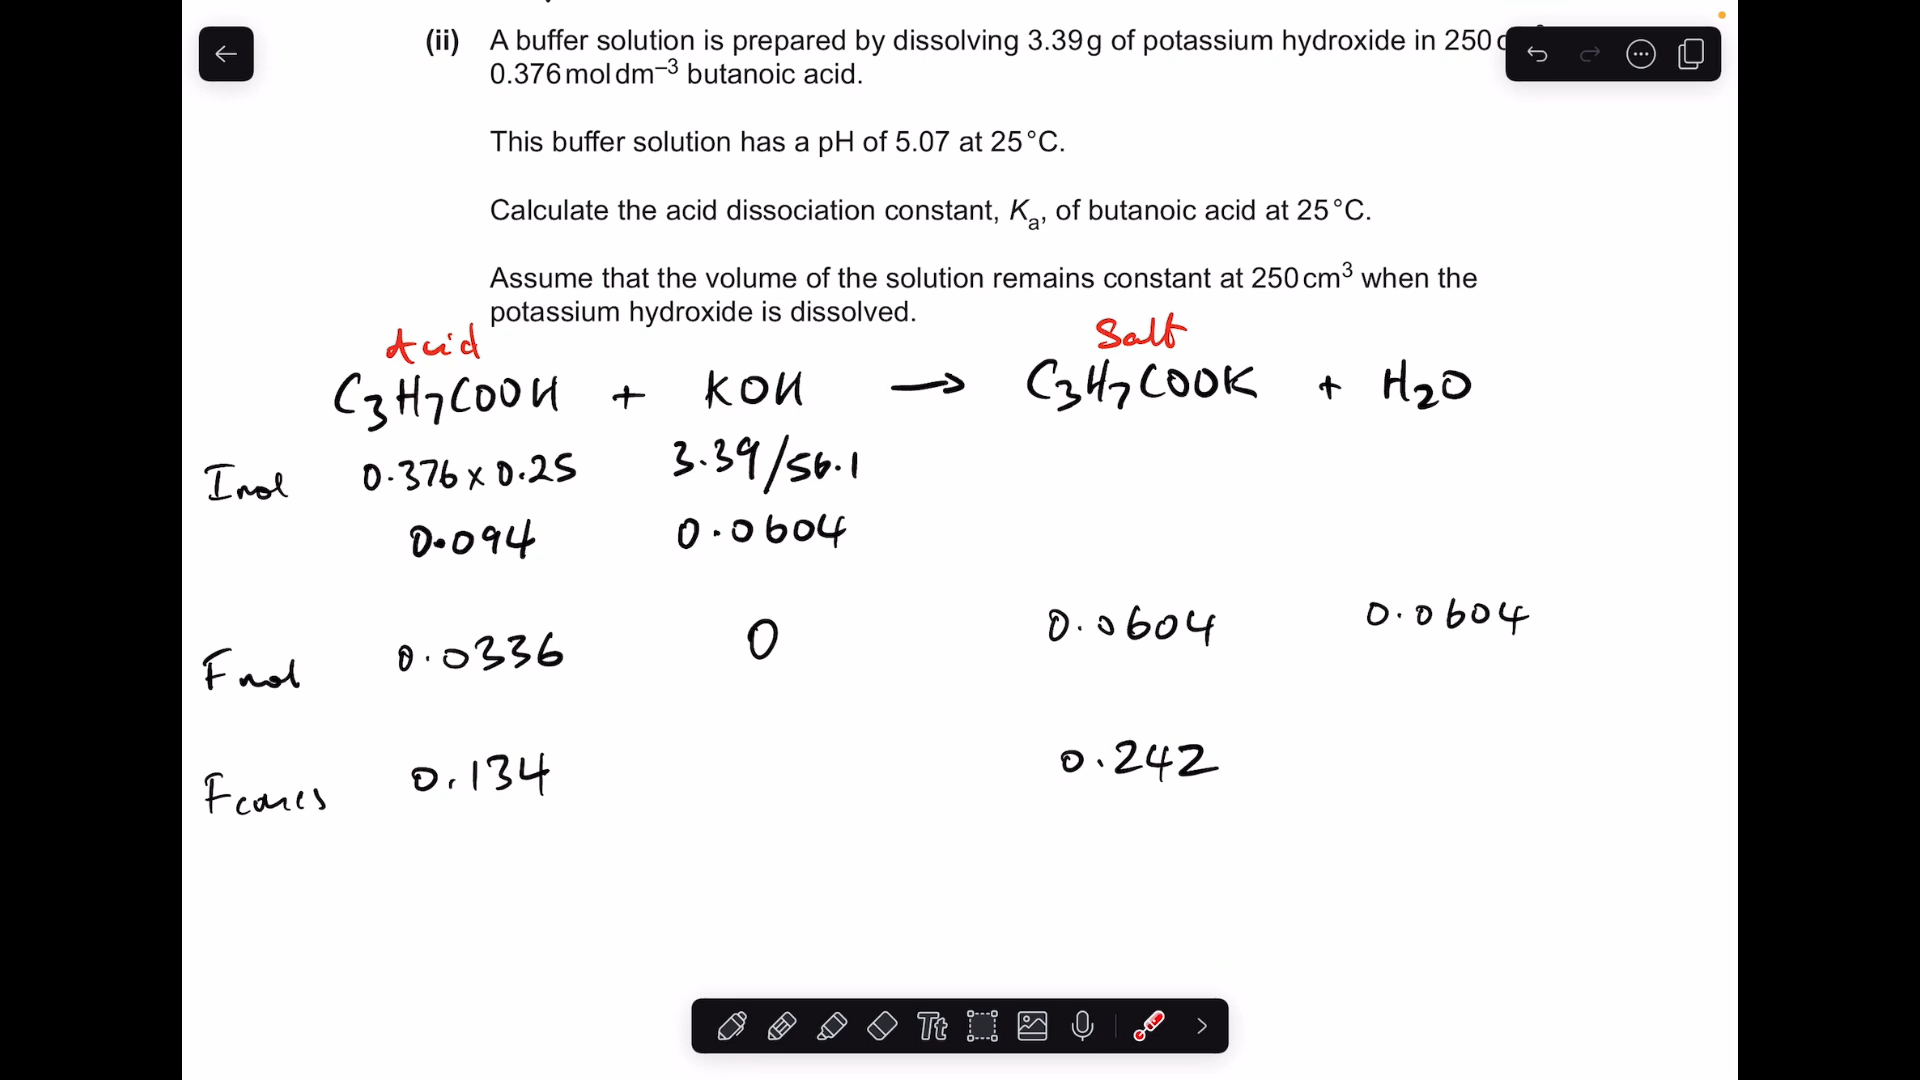 (ii) A buffer solution is prepared by dissolving 3.39 g of potassium hydroxide in 250
0.376 mol dm⁻³ butanoic acid.
This buffer solution has a pH of 5.07 at 25 °C.
Calculate the acid dissociation constant, Kₐ, of butanoic acid at 25 °C.
Assume that the volume of the solution remains constant at 250 cm³ when the
potassium hydroxide is dissolved.
Acid Salt
C₃H₇COOH + KOH → C₃H₇COOK + H₂O
Imol 0.376 x 0.25 3.39/56.1
0.094 0.0604
Fmol 0.0336 0 0.0604 0.0604
Fconcs 0.134 0.242
Tt